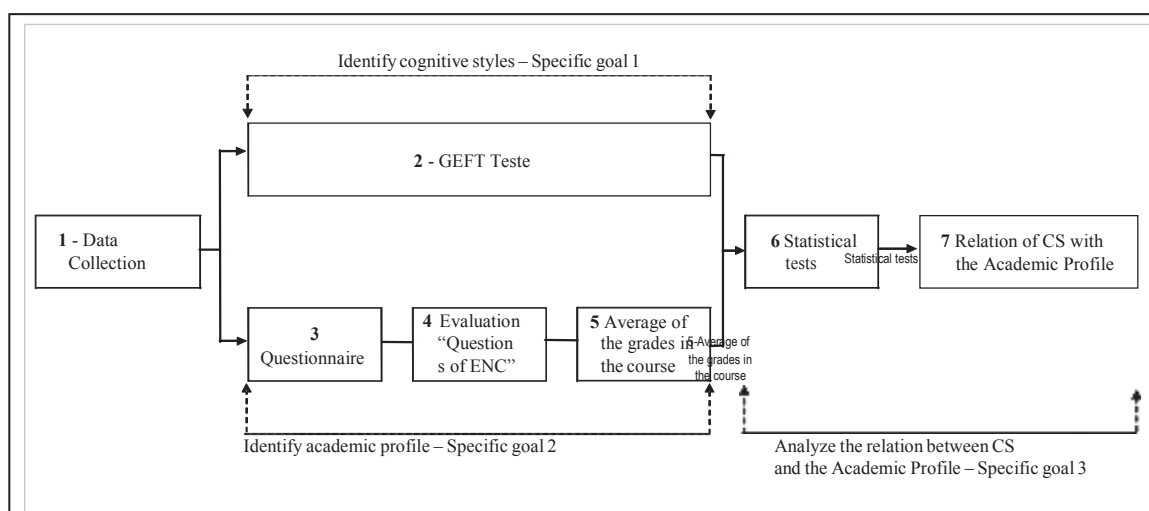 Identify cognitive styles – Specific goal 1
2 - GEFT Teste
1 - Data
Collection
6 Statistical
tests
Statistical tests
7 Relation of CS with
the Academic Profile
3
Questionnaire
4 Evaluation
“Question
s of ENC”
5 Average of
the grades in
the course
5-Average of
the grades in
the course
Identify academic profile – Specific goal 2
Analyze the relation between CS
and the Academic Profile – Specific goal 3